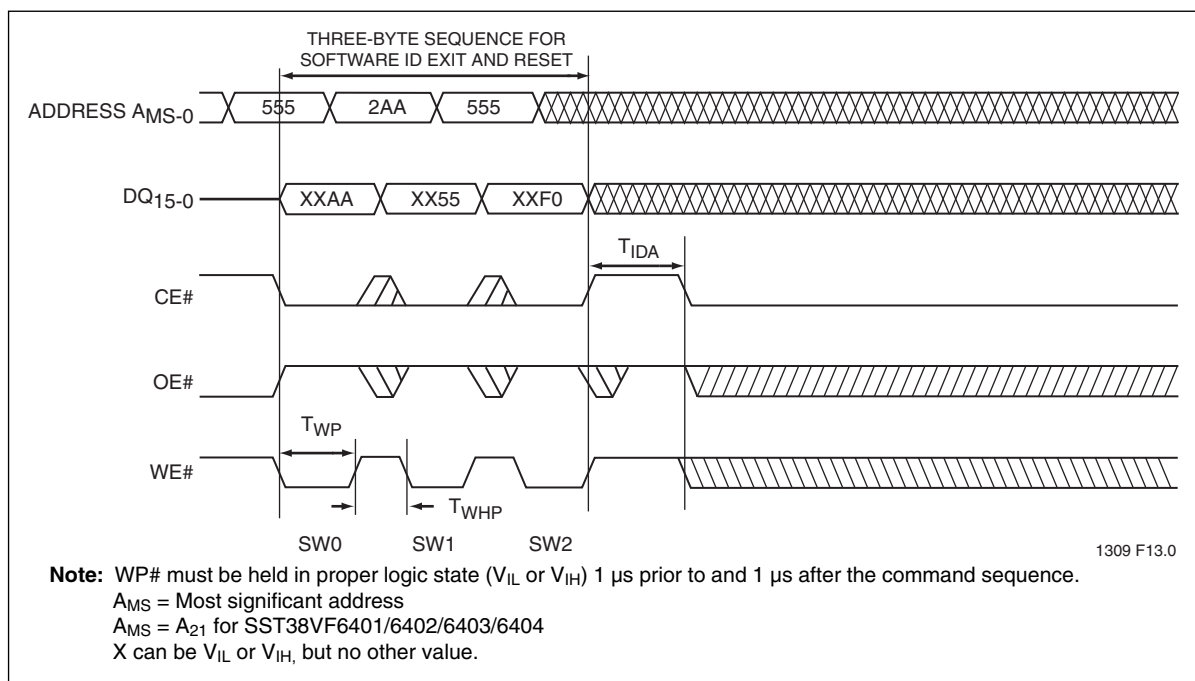 THREE-BYTE SEQUENCE FOR
SOFTWARE ID EXIT AND RESET
ADDRESS AMS-0 555 2AA 555
DQ15-0 XXAA XX55 XXF0
TIDA
CE#
OE#
TWP
WE#
TWHP
SW0 SW1 SW2
1309 F13.0
Note: WP# must be held in proper logic state (VIL or VIH) 1 µs prior to and 1 µs after the command sequence.
AMS = Most significant address
AMS = A21 for SST38VF6401/6402/6403/6404
X can be VIL or VIH, but no other value.